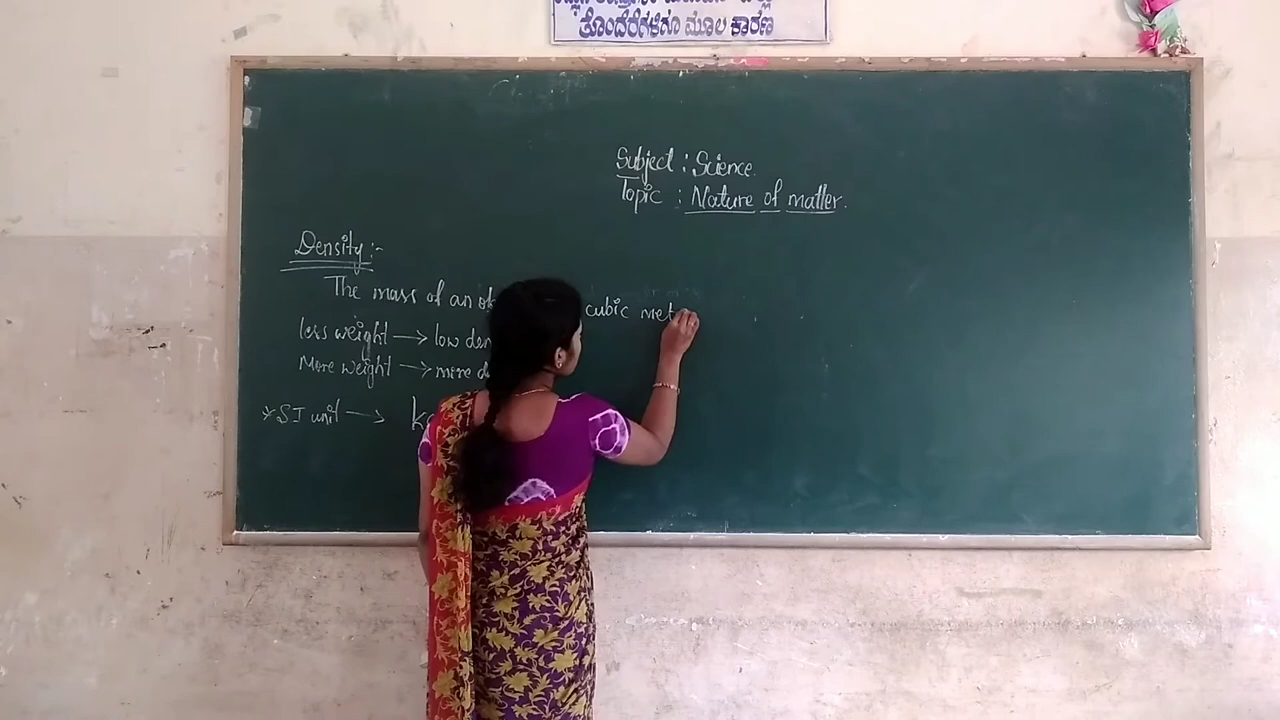 ತೊಂದರೆಗಳಿಗೂ ಮೂಲ ಕಾರಣ
Subject : Science.
Topic : Nature of matter.
Density :-
The mass of an cubic met
less weight → low den
More weight → more d
*SI unit → k